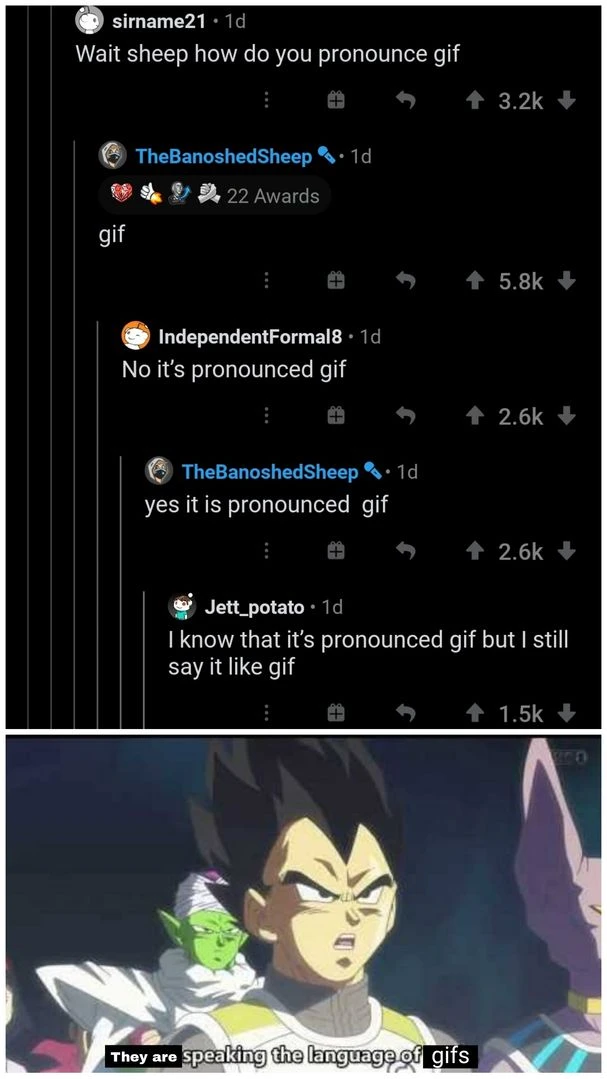 sirname21 • 1d
Wait sheep how do you pronounce gif
3.2k
TheBanoshedSheep • 1d
22 Awards
gif
5.8k
IndependentFormal8 • 1d
No it's pronounced gif
2.6k
TheBanoshedSheep • 1d
yes it is pronounced  gif
2.6k
Jett_potato • 1d
I know that it's pronounced gif but I still
say it like gif
1.5k
They are speaking the language of gifs